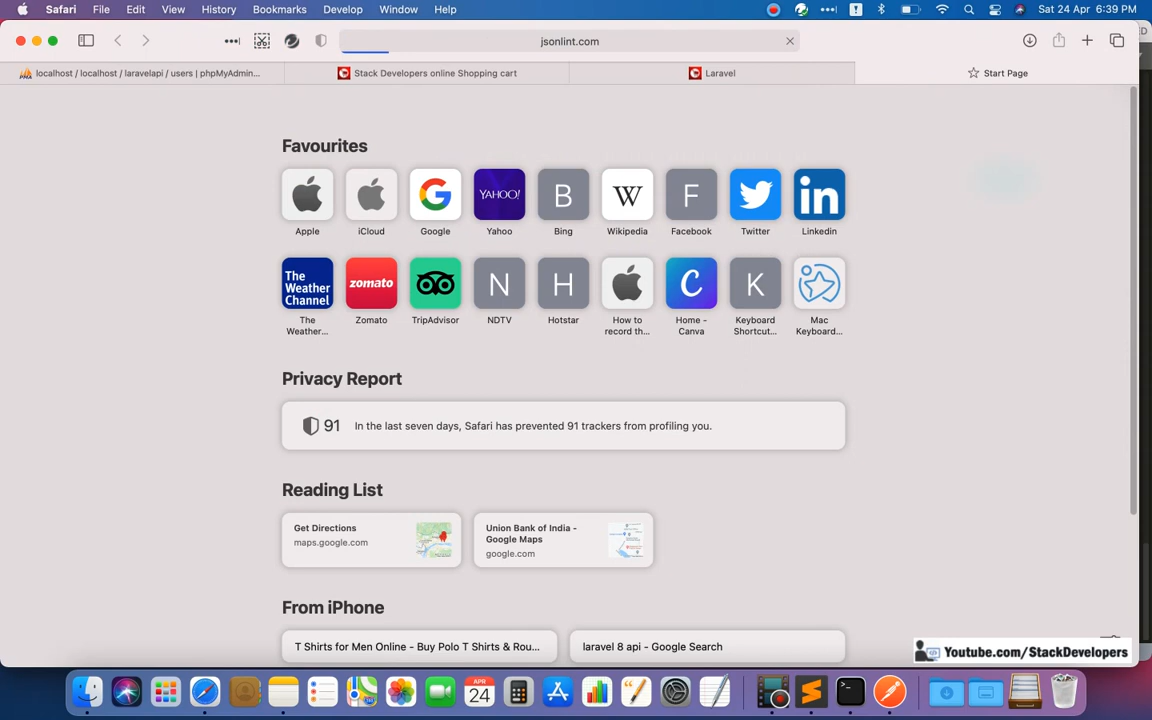 Safari File Edit View History Bookmarks Develop Window Help Sat 24 Apr 6:39 PM
jsonlint.com
localhost / localhost / laravelapi / users | phpMyAdmin... Stack Developers online Shopping cart Laravel Start Page
Favourites
YAHOO! B W F in
Apple iCloud Google Yahoo Bing Wikipedia Facebook Twitter Linkedin
The Weather Channel zomato N H C K
The Weather... Zomato TripAdvisor NDTV Hotstar How to record th... Home - Canva Keyboard Shortcut... Mac Keyboard...
Privacy Report
91 In the last seven days, Safari has prevented 91 trackers from profiling you.
Reading List
Get Directions
maps.google.com
Union Bank of India -
Google Maps
google.com
From iPhone
T Shirts for Men Online - Buy Polo T Shirts & Rou... laravel 8 api - Google Search
Youtube.com/StackDevelopers
APR
24